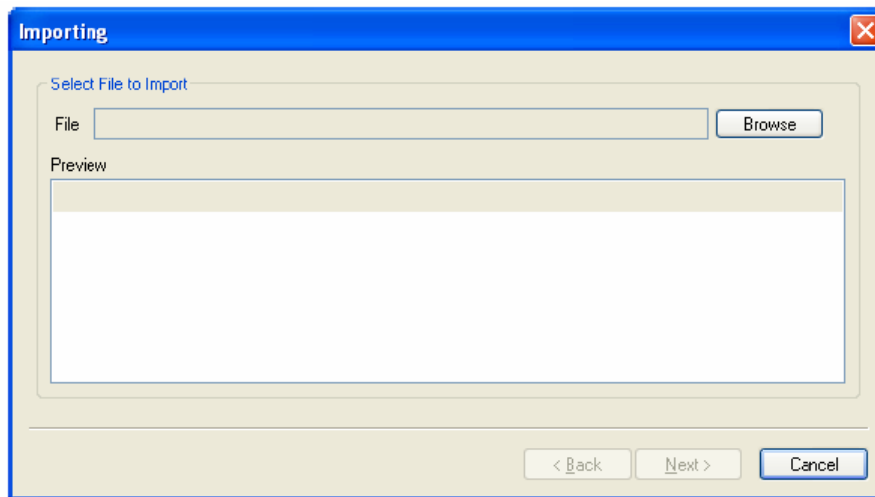 Importing
Select File to Import
File
Browse
Preview
< Back
Next >
Cancel